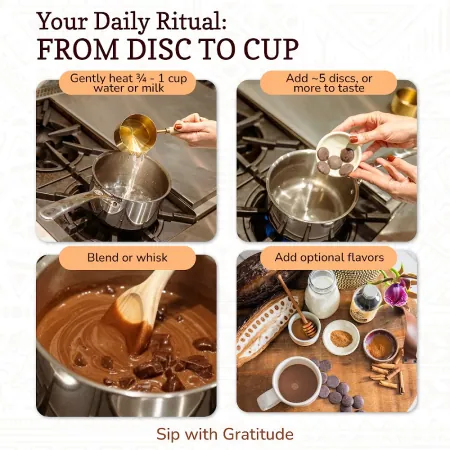 Your Daily Ritual:
FROM DISC TO CUP
Gently heat ¾ - 1 cup
water or milk
Add ~5 discs, or
more to taste
Blend or whisk
Add optional flavors
Sip with Gratitude